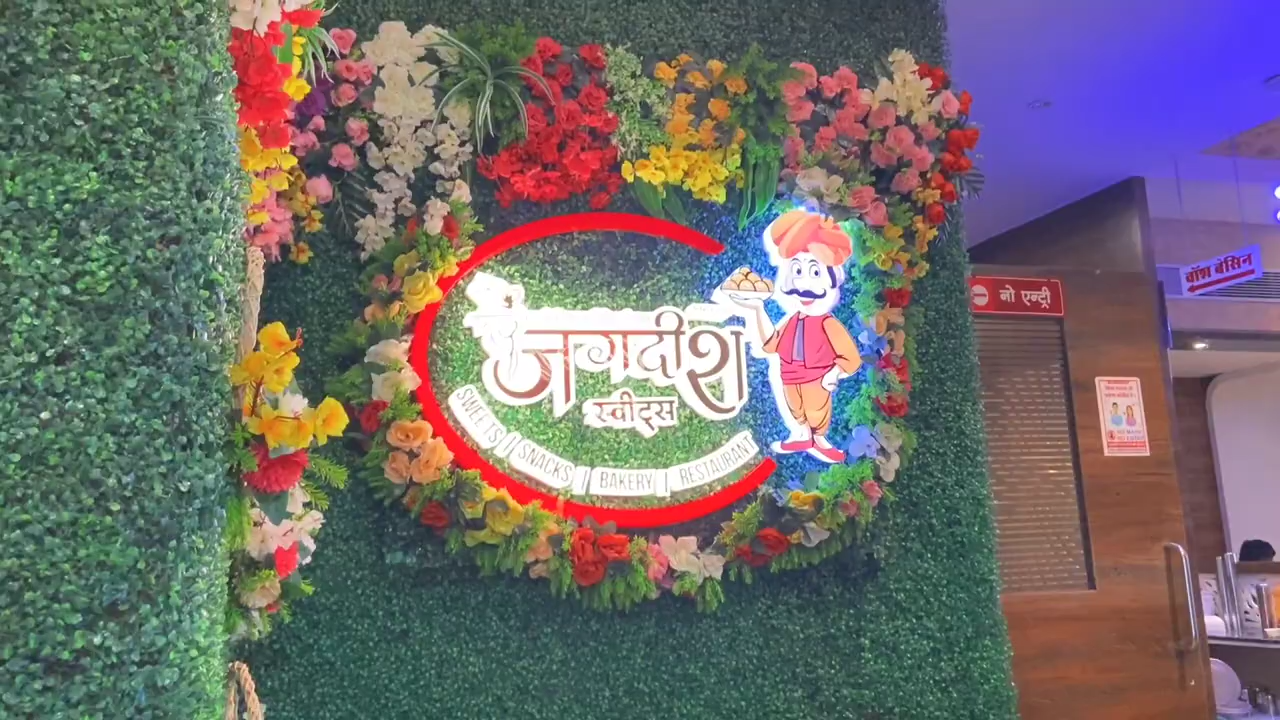 जगदीश
स्वीट्स
SWEETS | SNACKS | BAKERY | RESTAURANT
नो एन्ट्री
वॉश बेसिन